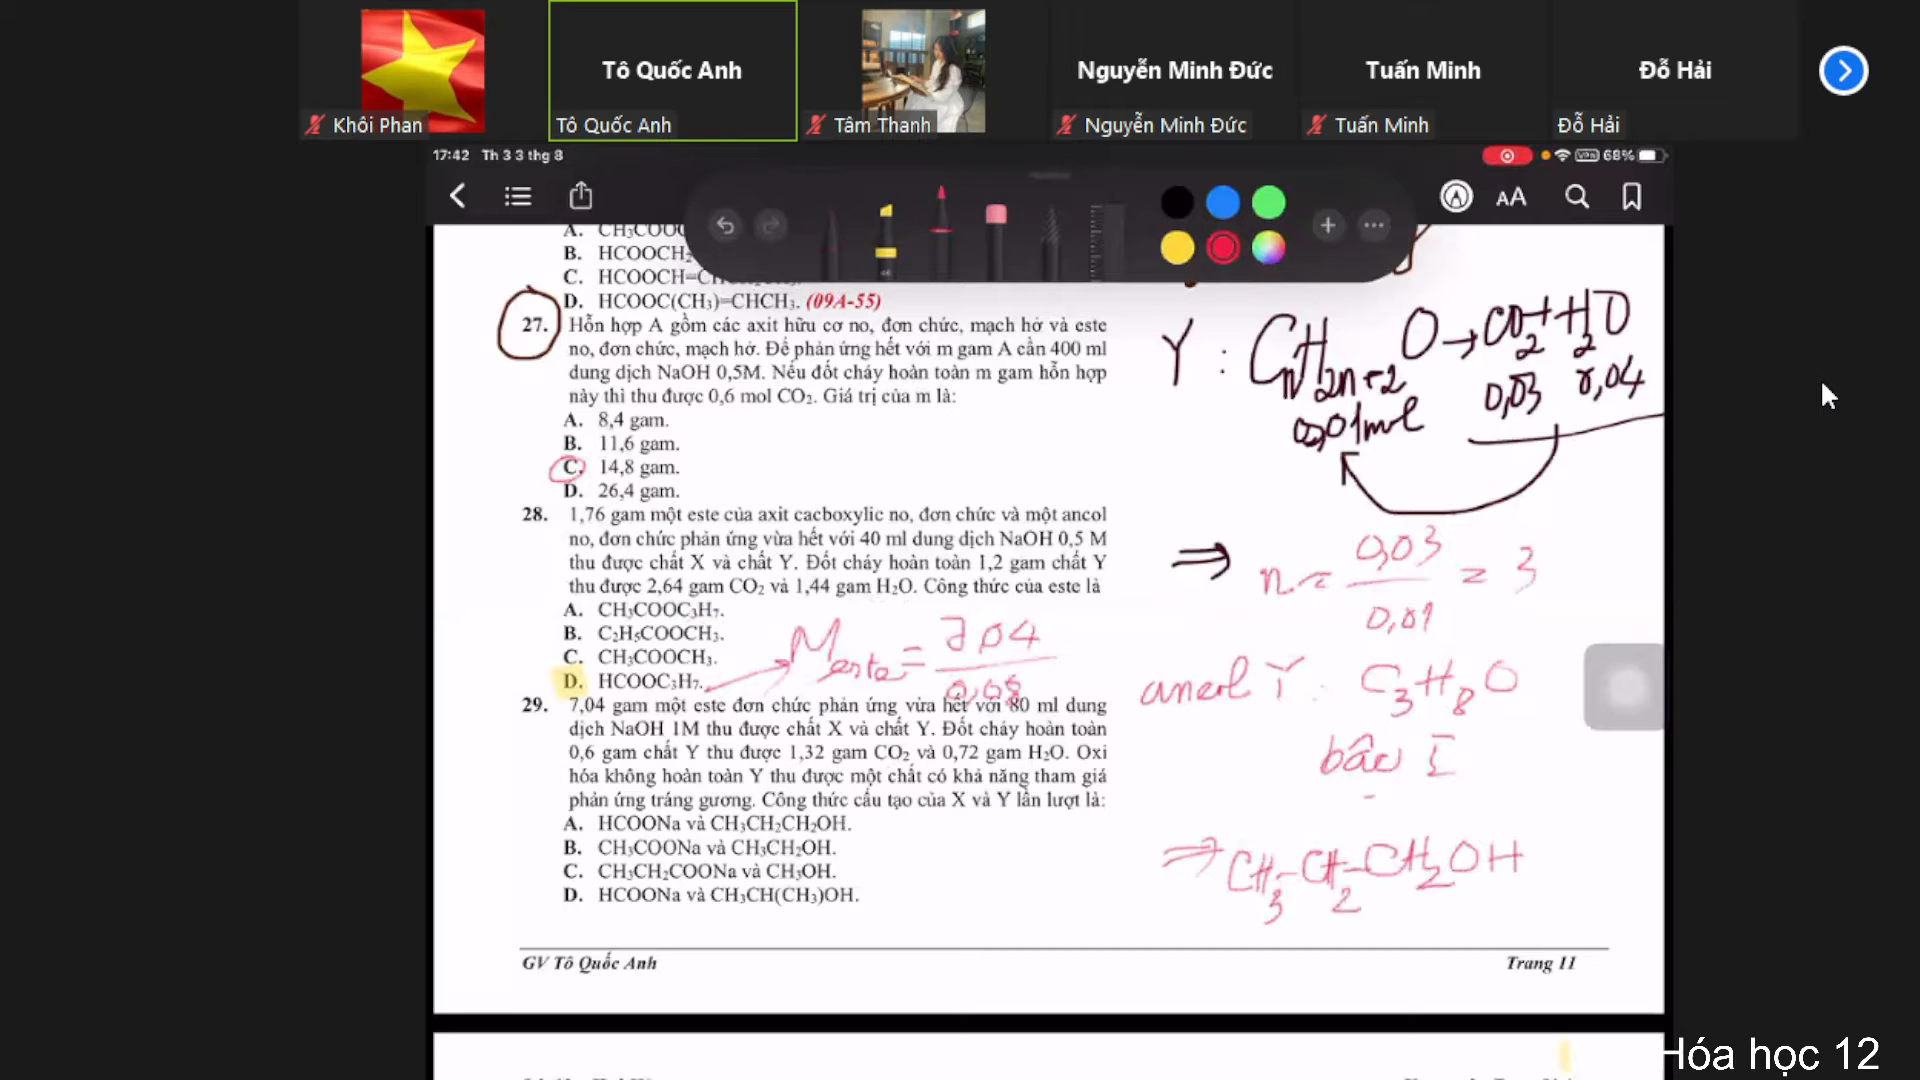 Tô Quốc Anh
Nguyễn Minh Đức
Tuấn Minh
Đỗ Hải
Khôi Phan
Tô Quốc Anh
Tâm Thanh
Nguyễn Minh Đức
Tuấn Minh
Đỗ Hải
17:42 Th 3 3 thg 8
VPN 68%
AA
A. CH₃COO
B. HCOOCH₂
C. HCOOCH=
D. HCOOC(CH₃)=CHCH₃. (09A-55)
27. Hỗn hợp A gồm các axit hữu cơ no, đơn chức, mạch hở và este
no, đơn chức, mạch hở. Để phản ứng hết với m gam A cần 400 ml
dung dịch NaOH 0,5M. Nếu đốt cháy hoàn toàn m gam hỗn hợp
này thì thu được 0,6 mol CO₂. Giá trị của m là:
A. 8,4 gam.
B. 11,6 gam.
C. 14,8 gam.
D. 26,4 gam.
28. 1,76 gam một este của axit cacboxylic no, đơn chức và một ancol
no, đơn chức phản ứng vừa hết với 40 ml dung dịch NaOH 0,5 M
thu được chất X và chất Y. Đốt cháy hoàn toàn 1,2 gam chất Y
thu được 2,64 gam CO₂ và 1,44 gam H₂O. Công thức của este là
A. CH₃COOC₃H₇.
B. C₂H₅COOCH₃.
C. CH₃COOCH₃.
D. HCOOC₃H₇.
M este = 7,04 / 0,08
29. 7,04 gam một este đơn chức phản ứng vừa hết với 80 ml dung
dịch NaOH 1M thu được chất X và chất Y. Đốt cháy hoàn toàn
0,6 gam chất Y thu được 1,32 gam CO₂ và 0,72 gam H₂O. Oxi
hóa không hoàn toàn Y thu được một chất có khả năng tham giá
phản ứng tráng gương. Công thức cấu tạo của X và Y lần lượt là:
A. HCOONa và CH₃CH₂CH₂OH.
B. CH₃COONa và CH₃CH₂OH.
C. CH₃CH₂COONa và CH₃OH.
D. HCOONa và CH₃CH(CH₃)OH.
Y : CnH2n+2 O → CO₂ + H₂O
0,01mol 0,03 0,04
⇒ n = 0,03 / 0,01 = 3
ancol Y : C₃H₈O
bậc I
⇒ CH₃-CH₂-CH₂OH
GV Tô Quốc Anh
Trang 11
Hóa học 12